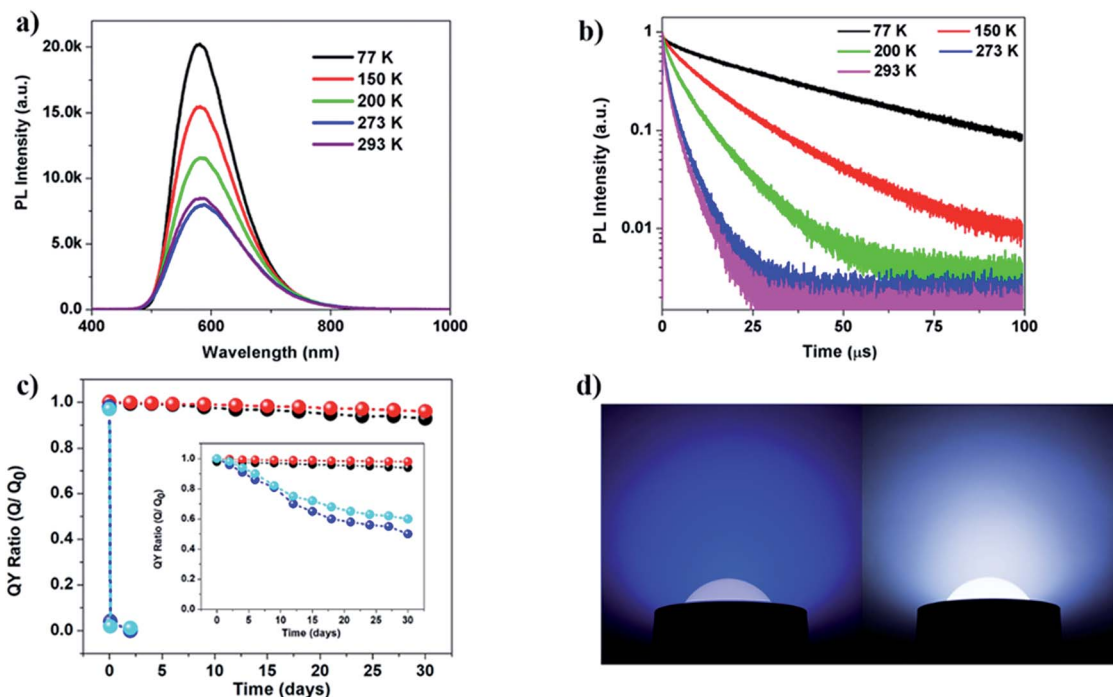 a)
20.0k
15.0k
10.0k
5.0k
0.0
PL Intensity (a.u.)
77 K
150 K
200 K
273 K
293 K
400 600 800 1000
Wavelength (nm)
b)
1
0.1
0.01
PL Intensity (a.u.)
77 K 150 K
200 K 273 K
293 K
0 25 50 75 100
Time (μs)
c)
1.0
0.8
0.6
0.4
0.2
0.0
QY Ratio (Q/ Q0)
1.0
0.8
0.6
0.4
0.2
0.0
QY Ratio (Q/ Q0)
0 5 10 15 20 25 30
Time (days)
0 5 10 15 20 25 30
Time (days)
d)